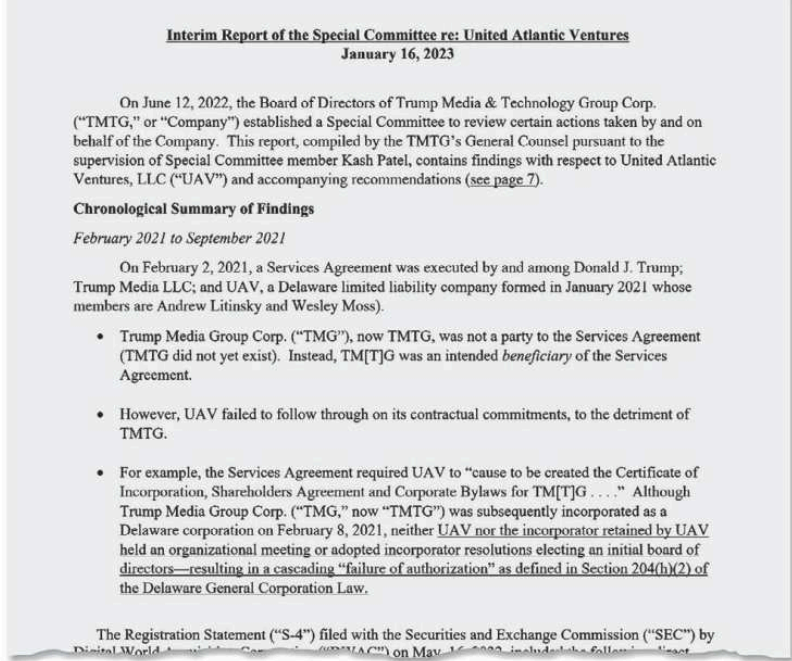 Interim Report of the Special Committee re: United Atlantic Ventures
January 16, 2023
On June 12, 2022, the Board of Directors of Trump Media & Technology Group Corp.
("TMTG," or "Company") established a Special Committee to review certain actions taken by and on
behalf of the Company. This report, compiled by the TMTG's General Counsel pursuant to the
supervision of Special Committee member Kash Patel, contains findings with respect to United Atlantic
Ventures, LLC ("UAV") and accompanying recommendations (see page 7).
Chronological Summary of Findings
February 2021 to September 2021
On February 2, 2021, a Services Agreement was executed by and among Donald J. Trump;
Trump Media LLC; and UAV, a Delaware limited liability company formed in January 2021 whose
members are Andrew Litinsky and Wesley Moss).
• Trump Media Group Corp. ("TMG"), now TMTG, was not a party to the Services Agreement
(TMTG did not yet exist). Instead, TM[T]G was an intended beneficiary of the Services
Agreement.
• However, UAV failed to follow through on its contractual commitments, to the detriment of
TMTG.
• For example, the Services Agreement required UAV to "cause to be created the Certificate of
Incorporation, Shareholders Agreement and Corporate Bylaws for TM[T]G . . . ." Although
Trump Media Group Corp. ("TMG," now "TMTG") was subsequently incorporated as a
Delaware corporation on February 8, 2021, neither UAV nor the incorporator retained by UAV
held an organizational meeting or adopted incorporator resolutions electing an initial board of
directors—resulting in a cascading "failure of authorization" as defined in Section 204(h)(2) of
the Delaware General Corporation Law.
The Registration Statement ("S-4") filed with the Securities and Exchange Commission ("SEC") by
Digital World on May